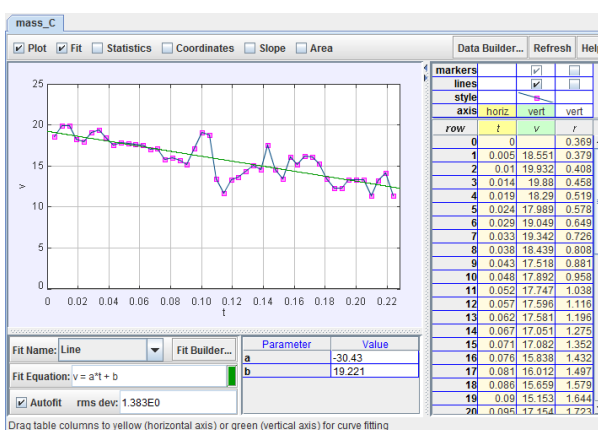 mass_C
Plot Fit Statistics Coordinates Slope Area Data Builder... Refresh Hel
25
20
15
10
5
0
v
0 0.02 0.04 0.06 0.08 0.10 0.12 0.14 0.16 0.18 0.20 0.22
t
markers
lines
style
axis horiz vert vert
row t v r
0 0 0.369
1 0.005 18.551 0.379
2 0.01 19.932 0.408
3 0.014 19.88 0.458
4 0.019 18.29 0.519
5 0.024 17.989 0.578
6 0.029 19.049 0.649
7 0.033 19.342 0.726
8 0.038 18.439 0.808
9 0.043 17.518 0.881
10 0.048 17.892 0.958
11 0.052 17.747 1.038
12 0.057 17.596 1.116
13 0.062 17.581 1.196
14 0.067 17.051 1.275
15 0.071 17.082 1.352
16 0.076 15.838 1.432
17 0.081 16.012 1.497
18 0.086 15.659 1.579
19 0.09 15.153 1.644
20 0.095 17.154 1.723
Fit Name: Line Fit Builder...
Fit Equation: v = a*t + b
Autofit rms dev: 1.383E0
Parameter Value
a -30.43
b 19.221
Drag table columns to yellow (horizontal axis) or green (vertical axis) for curve fitting